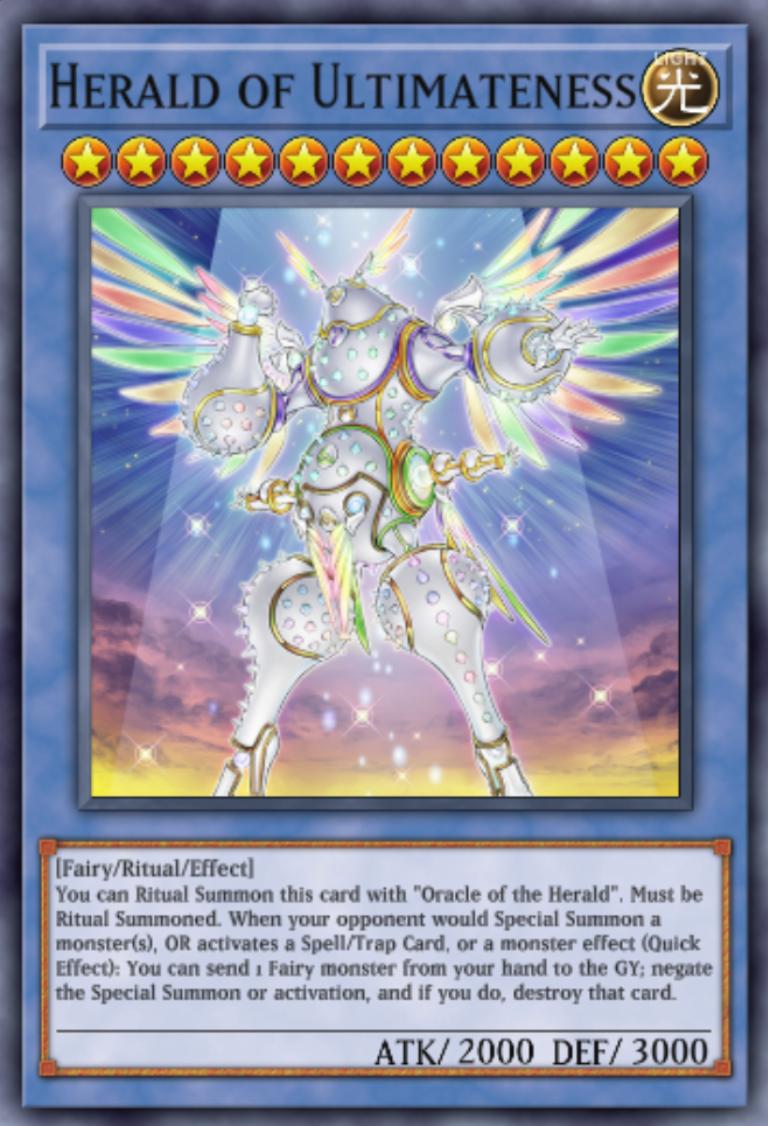 HERALD OF ULTIMATENESS
LIGHT
光
[Fairy/Ritual/Effect]
You can Ritual Summon this card with "Oracle of the Herald". Must be
Ritual Summoned. When your opponent would Special Summon a
monster(s), OR activates a Spell/Trap Card, or a monster effect (Quick
Effect): You can send 1 Fairy monster from your hand to the GY; negate
the Special Summon or activation, and if you do, destroy that card.
ATK/ 2000 DEF/ 3000